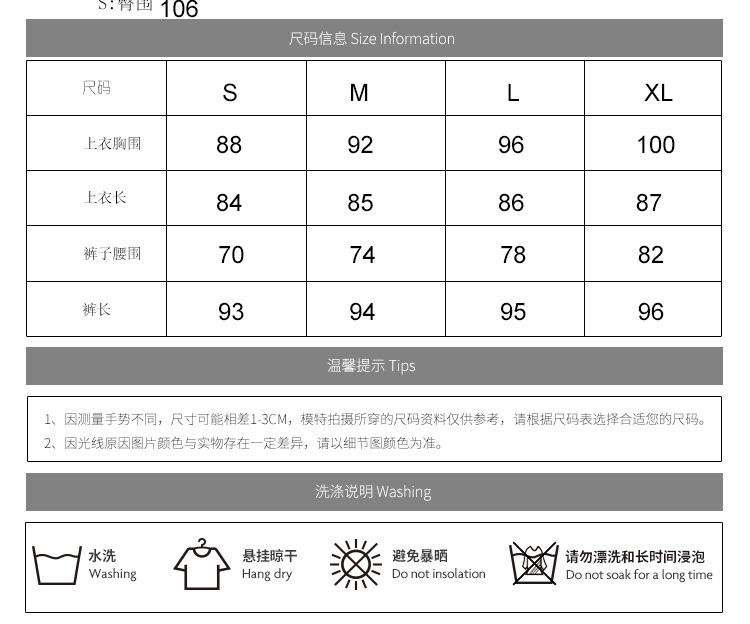 S:臀围 106
尺码信息 Size Information
尺码 S M L XL
上衣胸围 88 92 96 100
上衣长 84 85 86 87
裤子腰围 70 74 78 82
裤长 93 94 95 96
温馨提示 Tips
1、因测量手势不同，尺寸可能相差1-3CM，模特拍摄所穿的尺码资料仅供参考，请根据尺码表选择合适您的尺码。
2、因光线原因图片颜色与实物存在一定差异，请以细节图颜色为准。
洗涤说明 Washing
水洗 悬挂晾干 避免暴晒 请勿漂洗和长时间浸泡
Washing Hang dry Do not insolation Do not soak for a long time